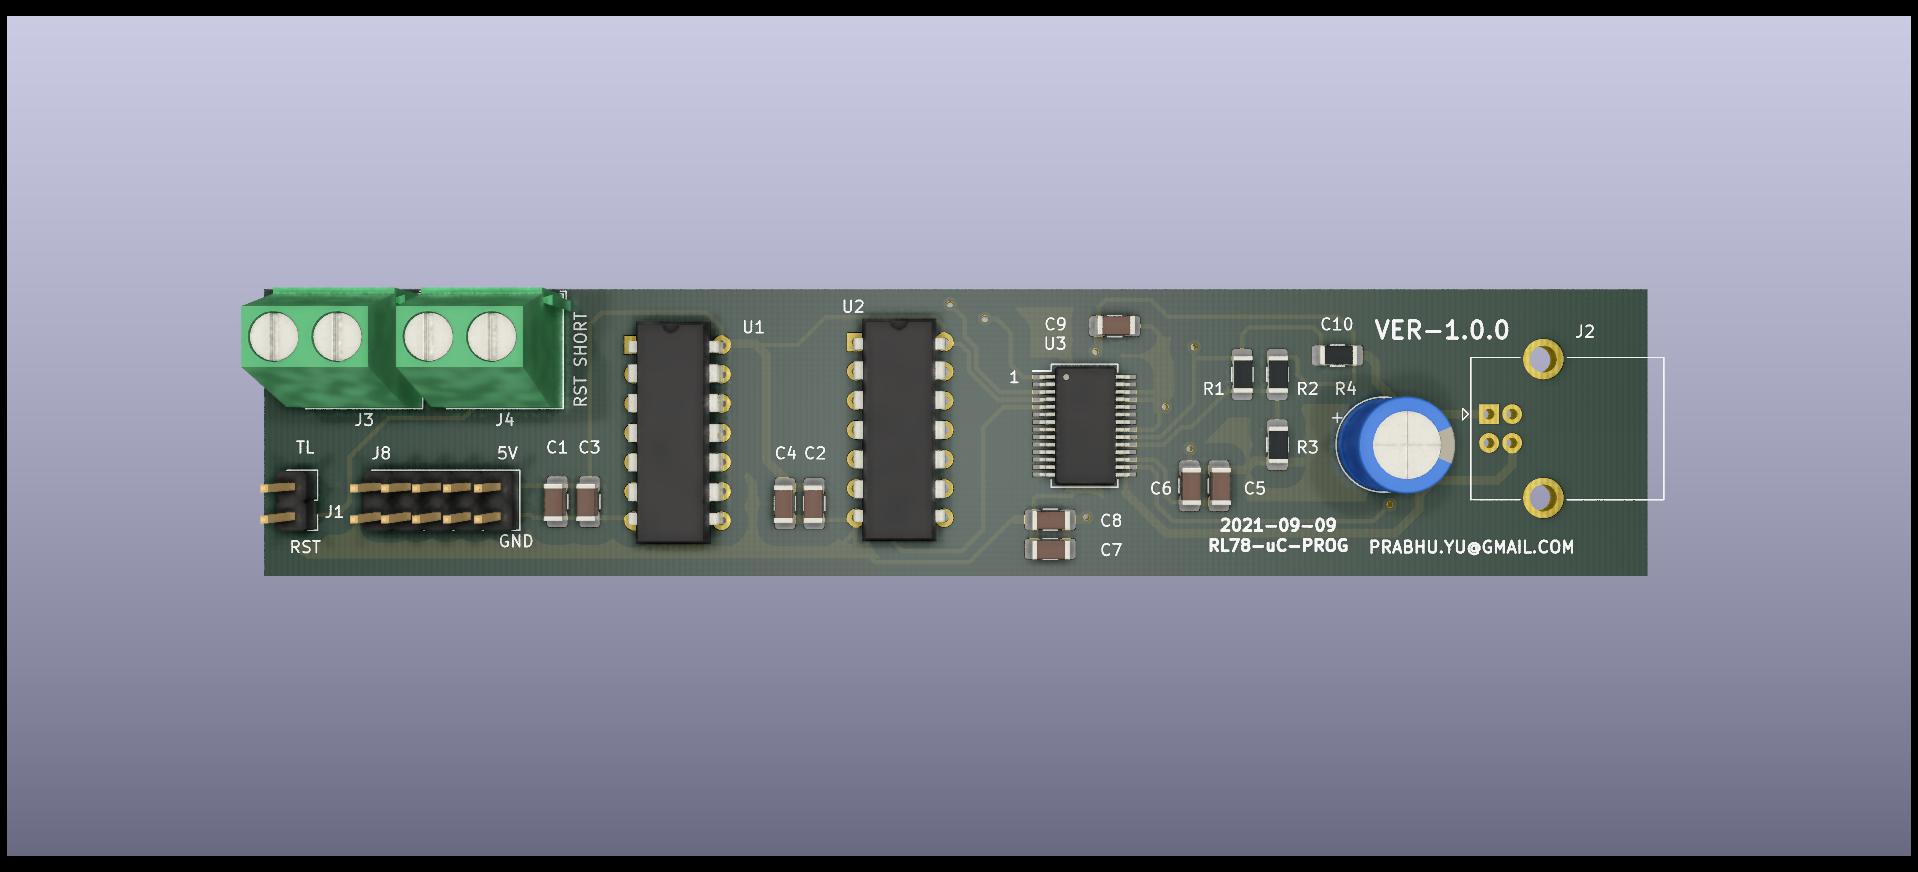 U2
C9
U3
1
U1
RST SHORT
J3
J4
TL
J8
5V
J1
RST
GND
C1 C3
C4 C2
C10
VER-1.0.0
J2
R1
R2
R4
+
R3
C6
C5
C8
C7
2021-09-09
RL78-uC-PROG
PRABHU.YU@GMAIL.COM